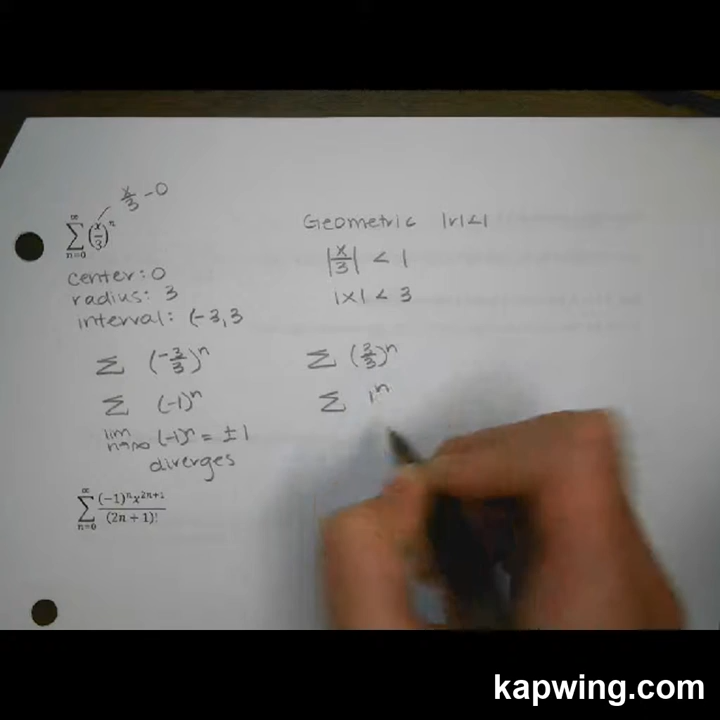 x/3 - 0
∞
∑ (x/3)^n
n=0
center: 0
radius: 3
interval: (-3,3
∑ (-3/3)^n
∑ (-1)^n
lim n→∞ (-1)^n = ±1
diverges
∞
∑ (-1)^n x^(2n+1) / (2n + 1)!
n=0
Geometric |r|<1
|x/3| < 1
|x| < 3
∑ (3/3)^n
∑ 1^n
kapwing.com